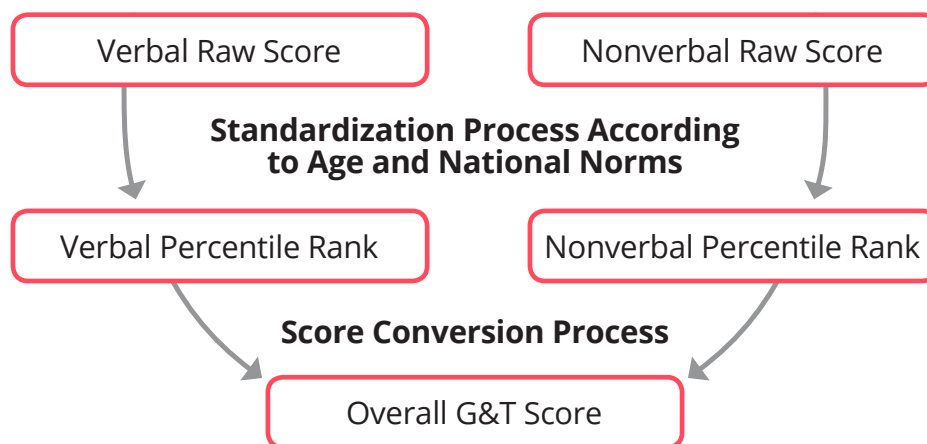 Verbal Raw Score
Nonverbal Raw Score
Standardization Process According
to Age and National Norms
Verbal Percentile Rank
Nonverbal Percentile Rank
Score Conversion Process
Overall G&T Score